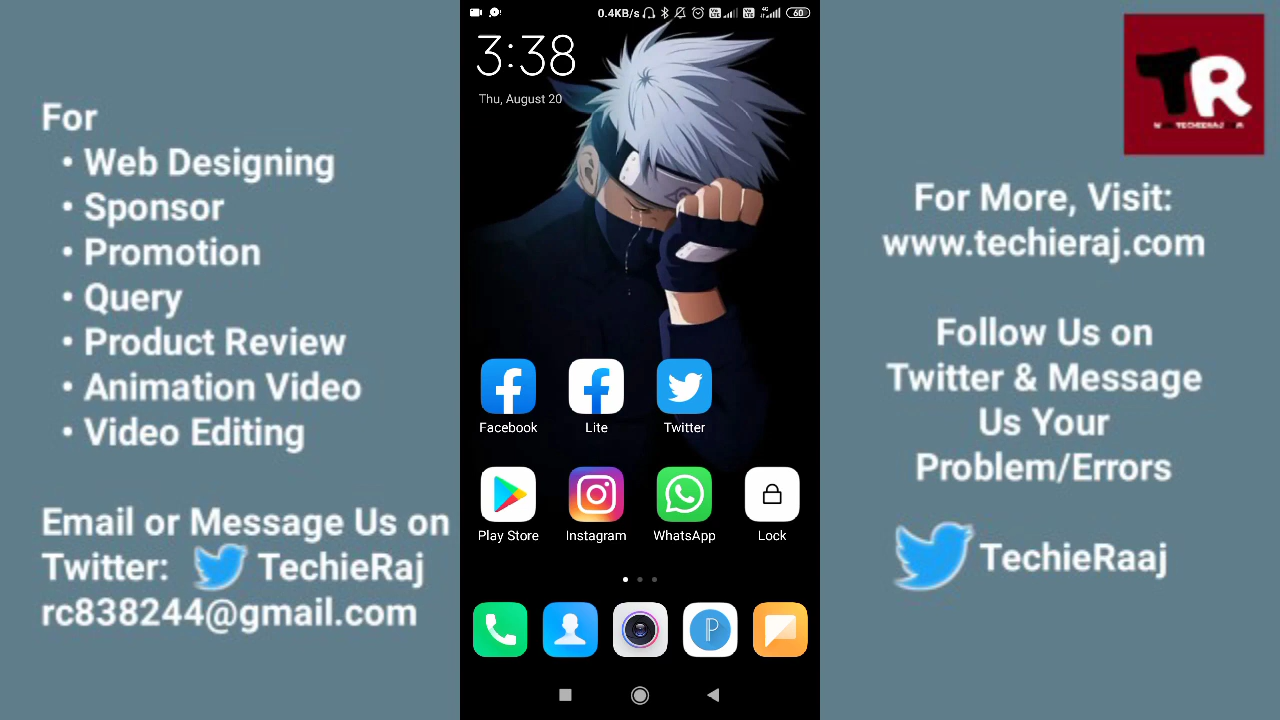 For
• Web Designing
• Sponsor
• Promotion
• Query
• Product Review
• Animation Video
• Video Editing
Email or Message Us on
Twitter: TechieRaj
rc838244@gmail.com
0.4KB/s
4G
60
3:38
Thu, August 20
Facebook
Lite
Twitter
Play Store
Instagram
WhatsApp
Lock
TR
For More, Visit:
www.techieraj.com
Follow Us on
Twitter & Message
Us Your
Problem/Errors
TechieRaaj